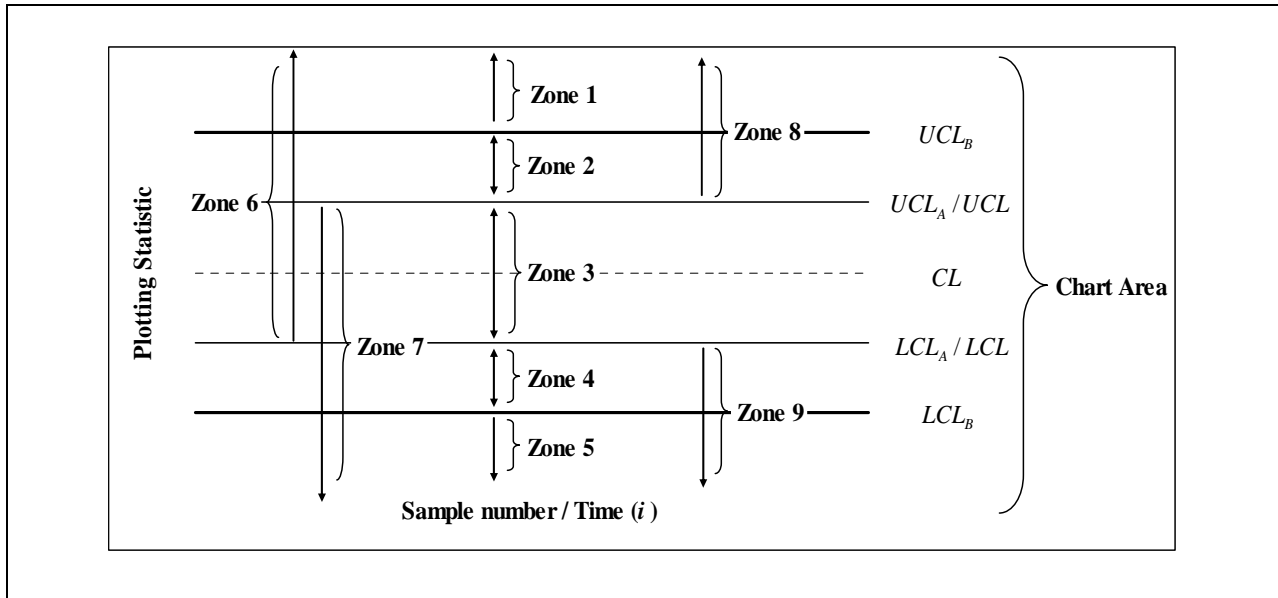 Zone 1
Zone 8
UCL_B
Zone 2
Zone 6
UCL_A / UCL
Plotting Statistic
Zone 3
CL
Chart Area
Zone 7
LCL_A / LCL
Zone 4
Zone 9
LCL_B
Zone 5
Sample number / Time (i )